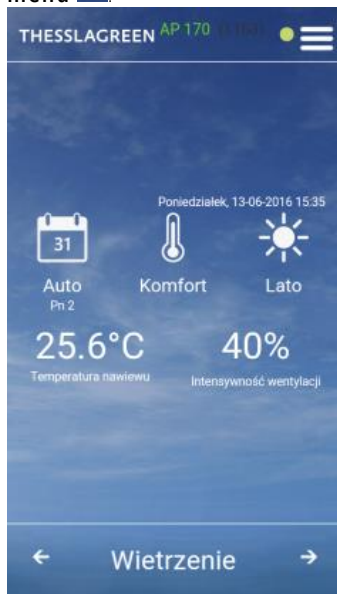 menu
THESSLAGREEN AP 170
Poniedziałek, 13-06-2016 15:35
31
Auto Komfort Lato
Pn 2
25.6°C 40%
Temperatura nawiewu Intensywność wentylacji
← Wietrzenie →